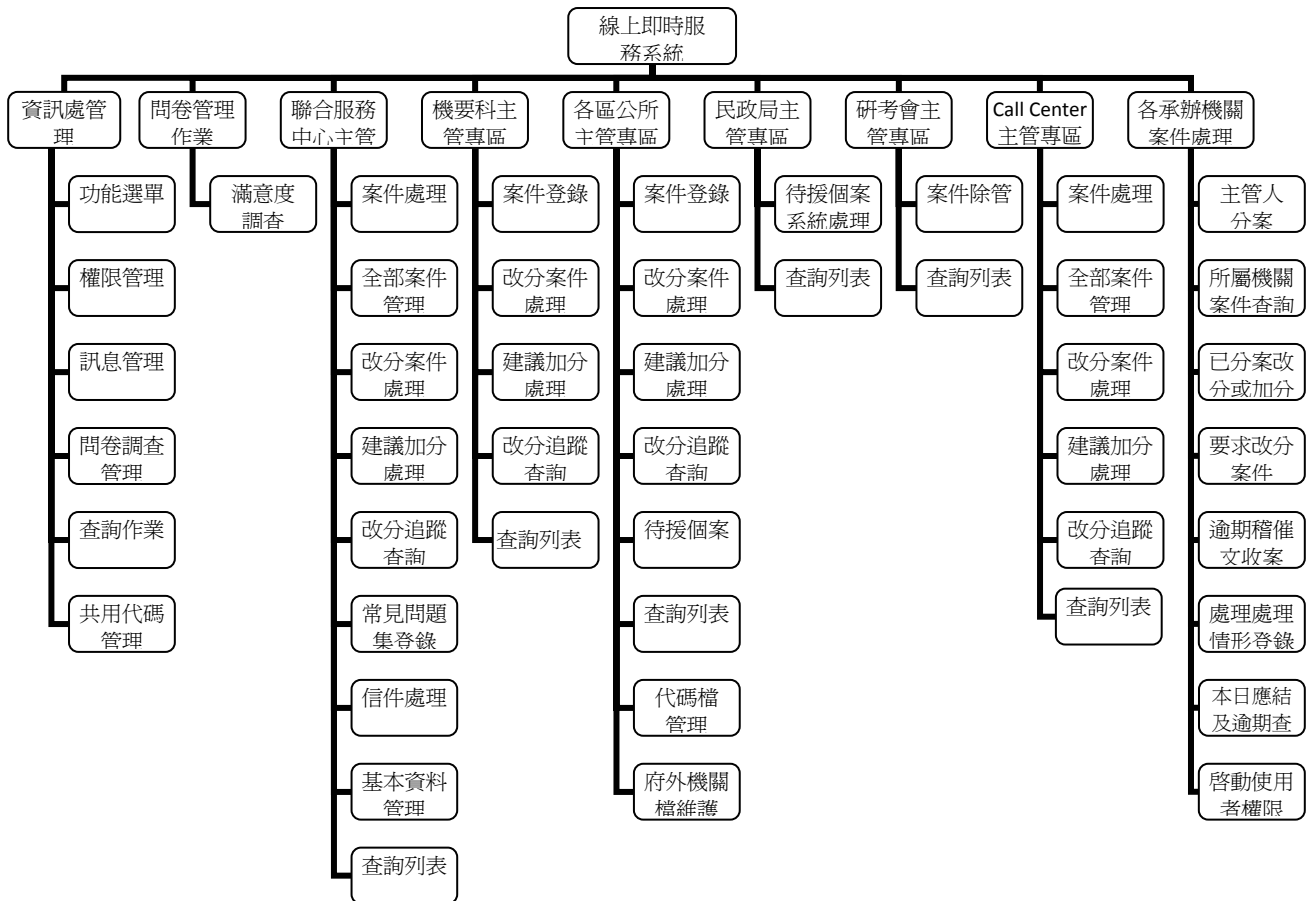 線上即時服
務系統
資訊處管
理
問卷管理
作業
聯合服務
中心主管
機要科主
管專區
各區公所
主管專區
民政局主
管專區
研考會主
管專區
Call Center
主管專區
各承辦機關
案件處理
功能選單
權限管理
訊息管理
問卷調查
管理
查詢作業
共用代碼
管理
滿意度
調查
案件處理
全部案件
管理
改分案件
處理
建議加分
處理
改分追蹤
查詢
常見問題
集登錄
信件處理
基本資料
管理
查詢列表
案件登錄
改分案件
處理
建議加分
處理
改分追蹤
查詢
查詢列表
案件登錄
改分案件
處理
建議加分
處理
改分追蹤
查詢
待援個案
查詢列表
代碼檔
管理
府外機關
檔維護
待援個案
系統處理
查詢列表
案件除管
查詢列表
案件處理
全部案件
管理
改分案件
處理
建議加分
處理
改分追蹤
查詢
查詢列表
主管人
分案
所屬機關
案件查詢
已分案改
分或加分
要求改分
案件
逾期稽催
文收案
處理處理
情形登錄
本日應結
及逾期查
啓動使用
者權限